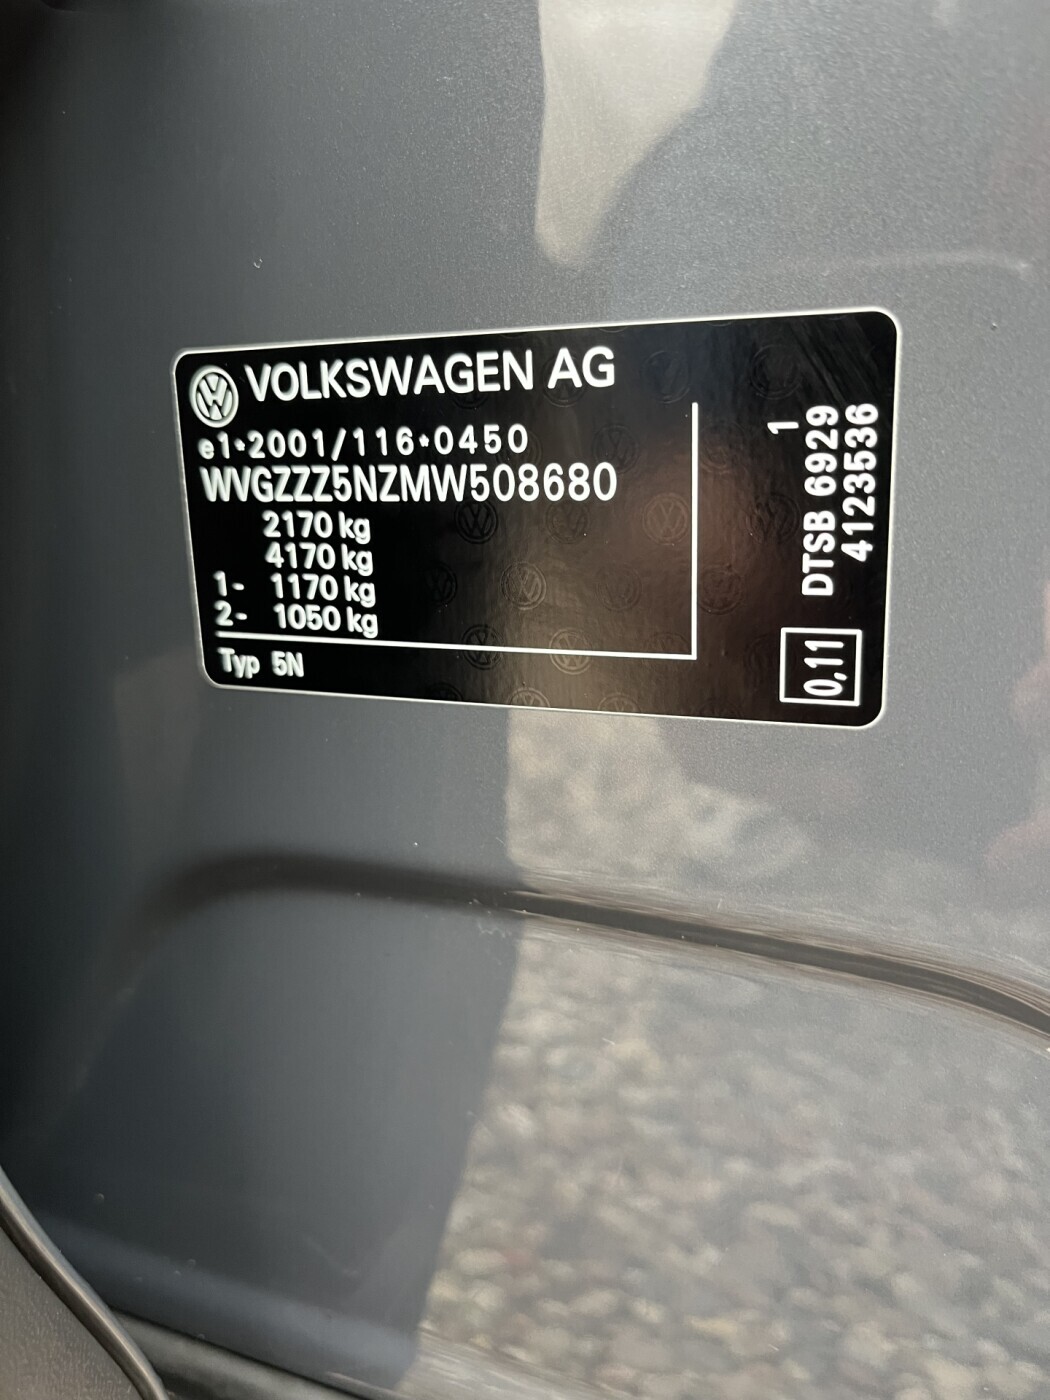 VOLKSWAGEN AG
e1*2001/116*0450
WVGZZZ5NZMW508680
2170 kg
4170 kg
1- 1170 kg
2- 1050 kg
Typ 5N
1
DTSB 6929
4123536
0,11